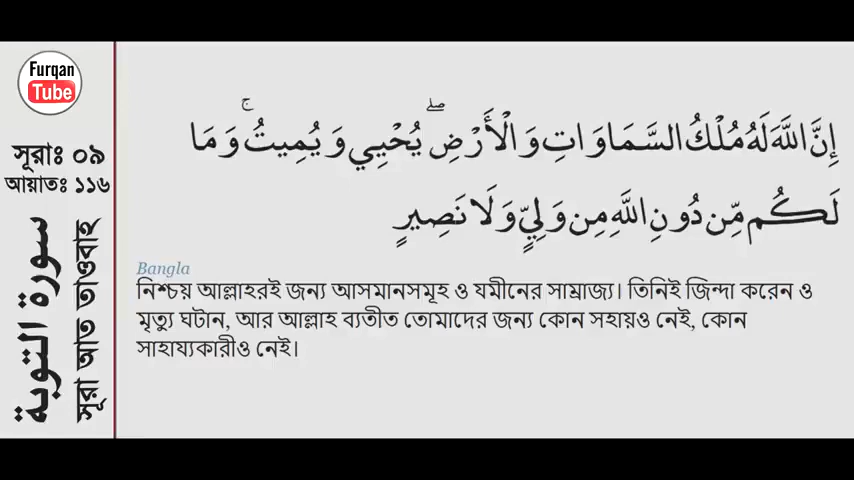 Furqan
Tube
সূরাঃ ০৯
আয়াতঃ ১১৬
سورة التوبة
সূরা আত তাওবাহ
إِنَّ اللَّهَ لَهُ مُلْكُ السَّمَاوَاتِ وَالْأَرْضِ ۖ يُحْيِي وَيُمِيتُ ۚ وَمَا
لَكُم مِّن دُونِ اللَّهِ مِن وَلِيٍّ وَلَا نَصِيرٍ
Bangla
নিশ্চয় আল্লাহরই জন্য আসমানসমূহ ও যমীনের সাম্রাজ্য। তিনিই জিন্দা করেন ও
মৃত্যু ঘটান, আর আল্লাহ ব্যতীত তোমাদের জন্য কোন সহায়ও নেই, কোন
সাহায্যকারীও নেই।